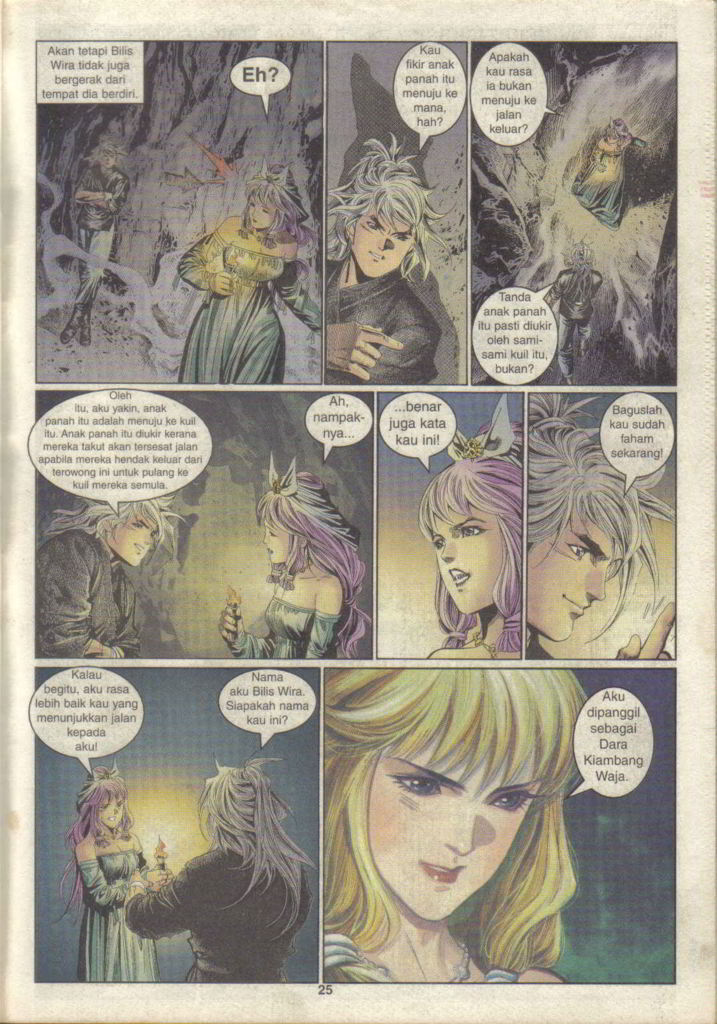 Akan tetapi Bilis
Wira tidak juga
bergerak dari
tempat dia berdiri.
Eh?
Kau
fikir anak
panah itu
menuju ke
mana,
hah?
Apakah
kau rasa
ia bukan
menuju ke
jalan
keluar?
Tanda
anak panah
itu pasti diukir
oleh sami-
sami kuil itu,
bukan?
Oleh
itu, aku yakin, anak
panah itu adalah menuju ke kuil
itu. Anak panah itu diukir kerana
mereka takut akan tersesat jalan
apabila mereka hendak keluar dari
terowong ini untuk pulang ke
kuil mereka semula.
Ah,
nampak-
nya...
...benar
juga kata
kau ini!
Baguslah
kau sudah
faham
sekarang!
Kalau
begitu, aku rasa
lebih baik kau yang
menunjukkan jalan
kepada
aku!
Nama
aku Bilis Wira.
Siapakah nama
kau ini?
Aku
dipanggil
sebagai
Dara
Kiambang
Waja.
25